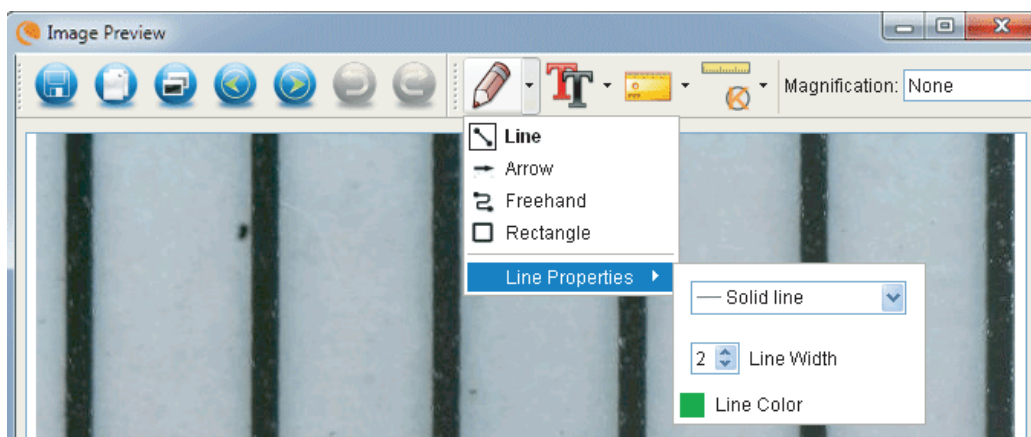 Image Preview
Magnification: None
Line
Arrow
Freehand
Rectangle
Line Properties
Solid line
2 Line Width
Line Color